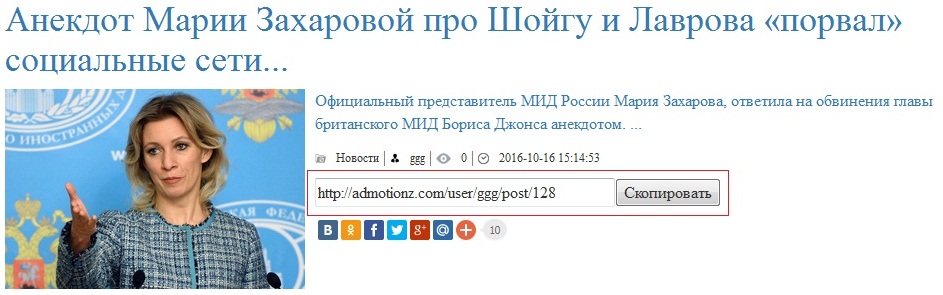 Анекдот Марии Захаровой про Шойгу и Лаврова «порвал»
социальные сети...
Официальный представитель МИД России Мария Захарова, ответила на обвинения главы
британского МИД Бориса Джонса анекдотом. ...
Новости ggg 0 2016-10-16 15:14:53
http://admotionz.com/user/ggg/post/128 Скопировать
10